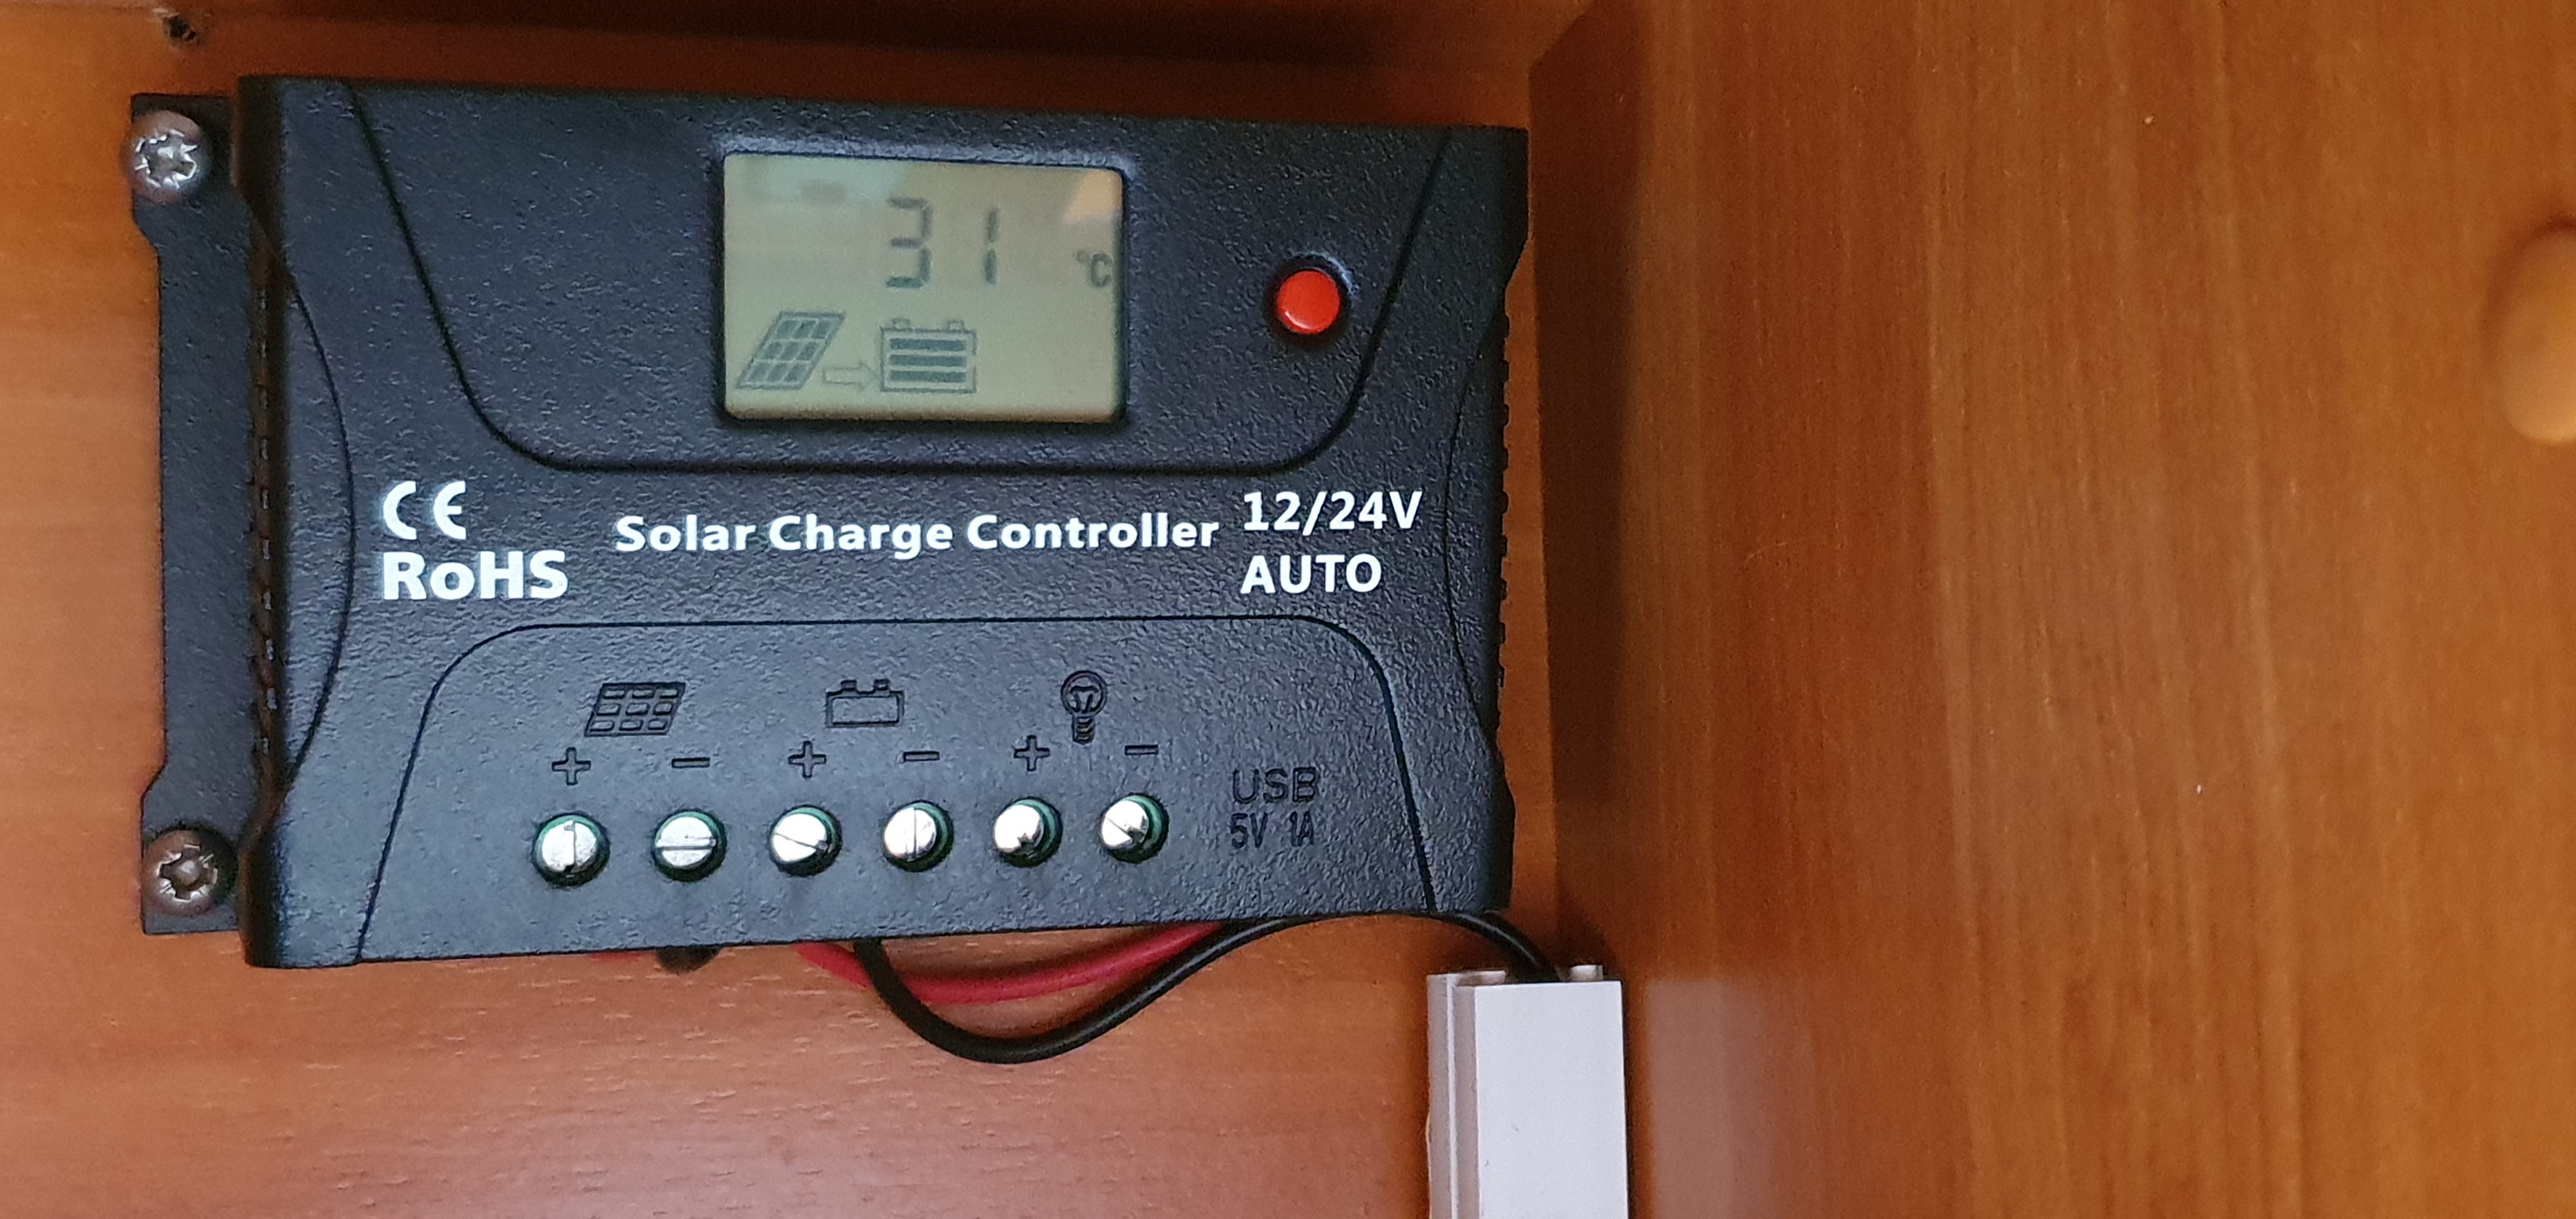 31 °C
CE
RoHS
Solar Charge Controller
12/24V
AUTO
+ − + − + −
USB
5V 1A